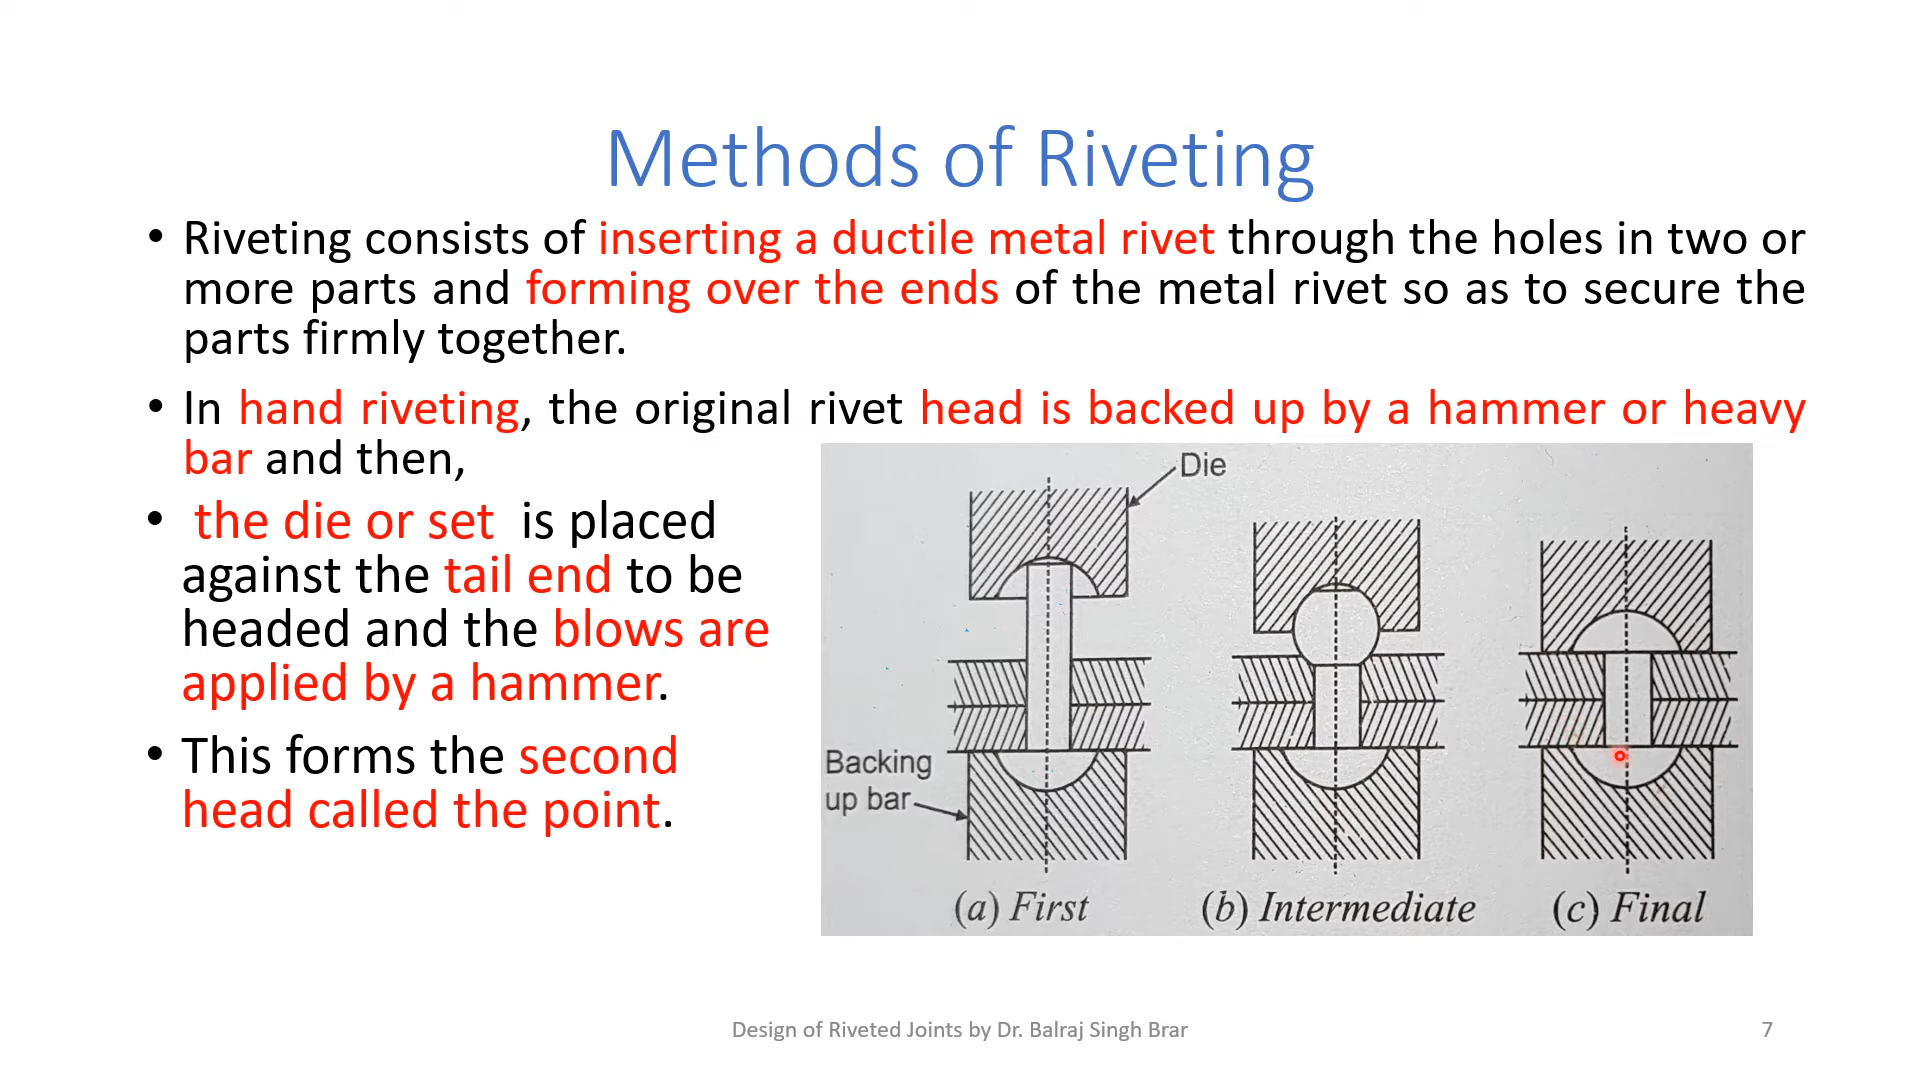 Methods of Riveting
• Riveting consists of inserting a ductile metal rivet through the holes in two or
more parts and forming over the ends of the metal rivet so as to secure the
parts firmly together.
• In hand riveting, the original rivet head is backed up by a hammer or heavy
bar and then,
• the die or set is placed
against the tail end to be
headed and the blows are
applied by a hammer.
• This forms the second
head called the point.
Die
Backing
up bar
(a) First
(b) Intermediate
(c) Final
Design of Riveted Joints by Dr. Balraj Singh Brar
7